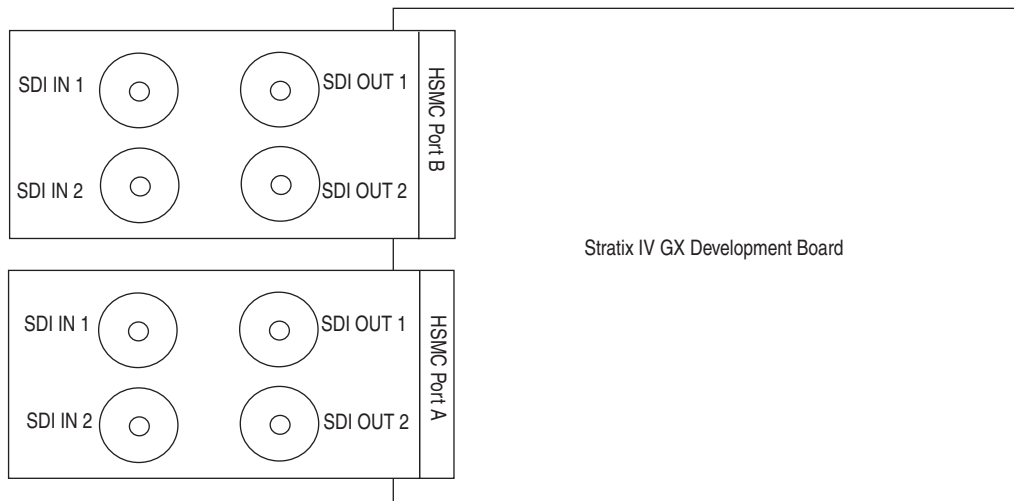 SDI IN 1
SDI OUT 1
SDI IN 2
SDI OUT 2
HSMC Port B
Stratix IV GX Development Board
SDI IN 1
SDI OUT 1
SDI IN 2
SDI OUT 2
HSMC Port A